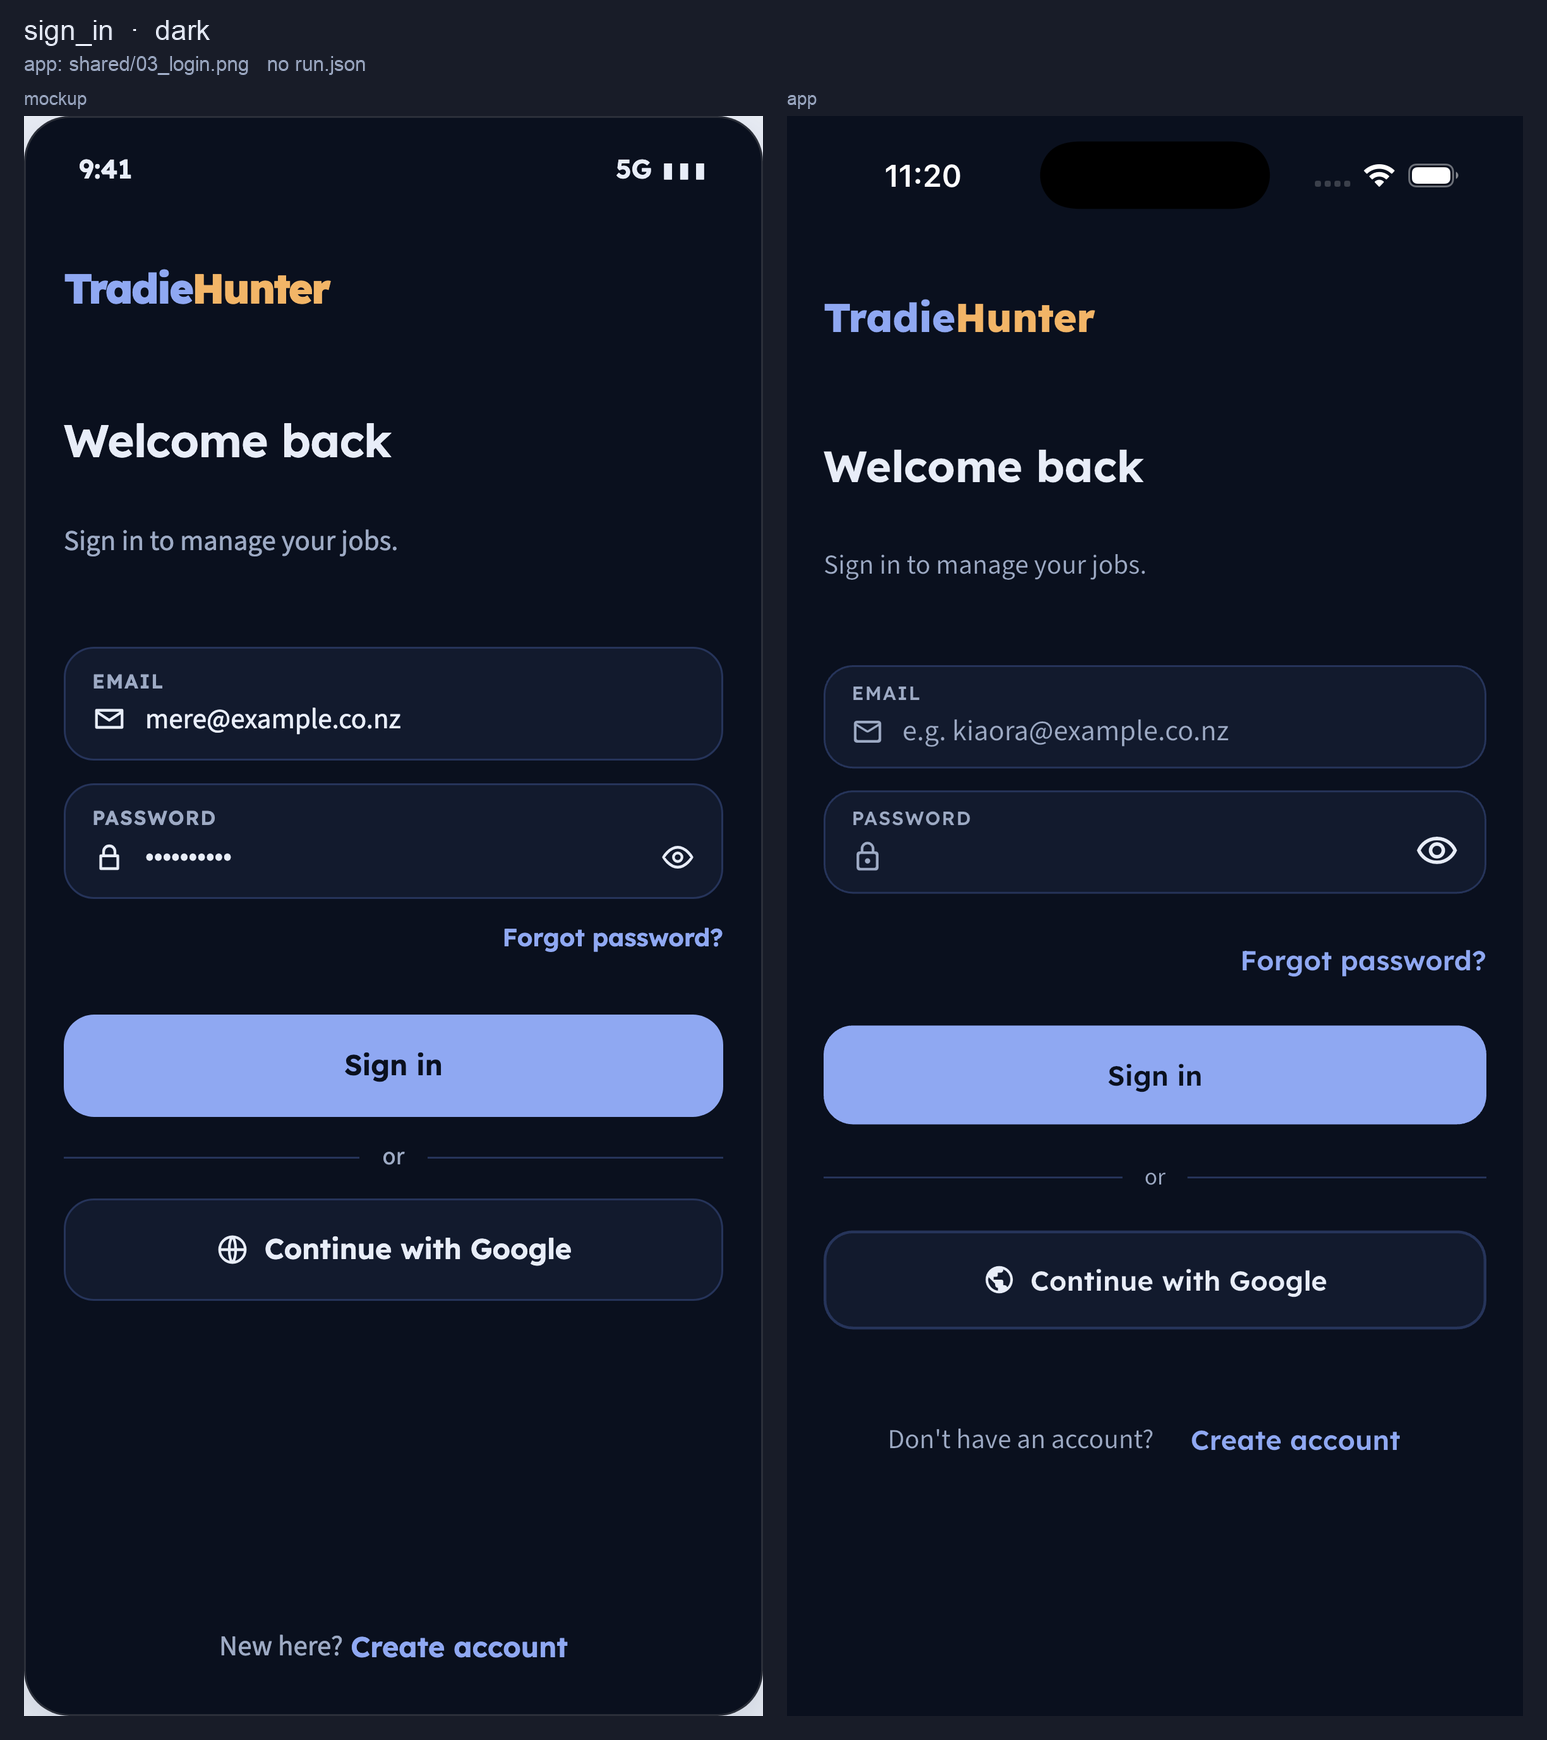 sign_in · dark
app: shared/03_login.png no run.json
mockup
9:41
5G
TradieHunter
Welcome back
Sign in to manage your jobs.
EMAIL
mere@example.co.nz
PASSWORD
••••••••••
Forgot password?
Sign in
or
Continue with Google
New here? Create account
app
11:20
TradieHunter
Welcome back
Sign in to manage your jobs.
EMAIL
e.g. kiaora@example.co.nz
PASSWORD
Forgot password?
Sign in
or
Continue with Google
Don't have an account? Create account